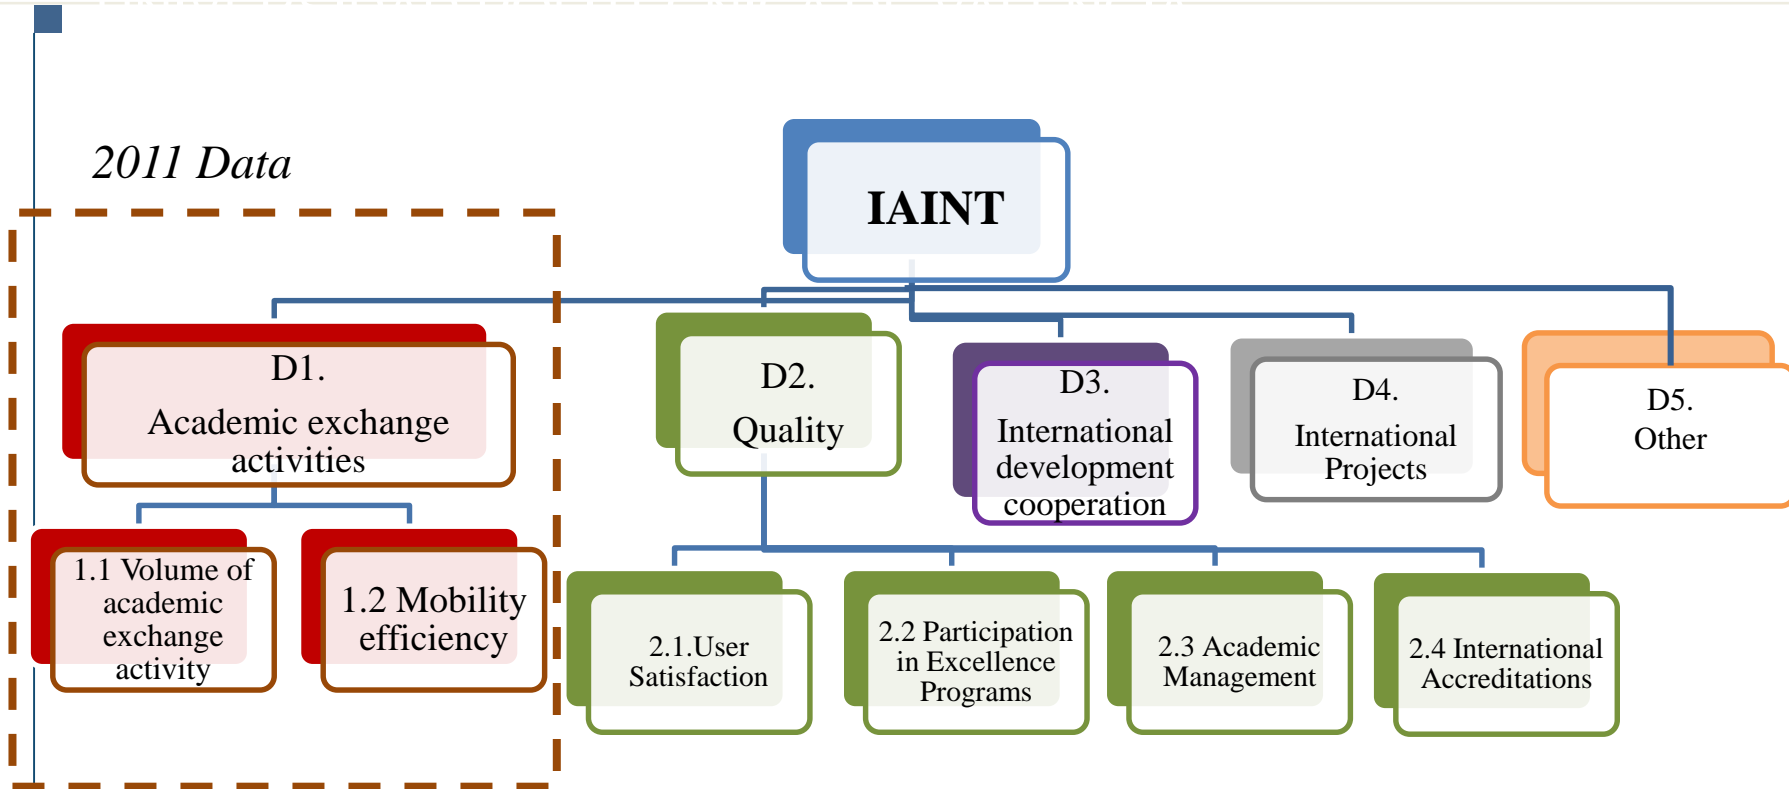 2011 Data
IAINT
D1.
Academic exchange
activities
D2.
Quality
D3.
International
development
cooperation
D4.
International
Projects
D5.
Other
1.1 Volume of
academic
exchange
activity
1.2 Mobility
efficiency
2.1.User
Satisfaction
2.2 Participation
in Excellence
Programs
2.3 Academic
Management
2.4 International
Accreditations